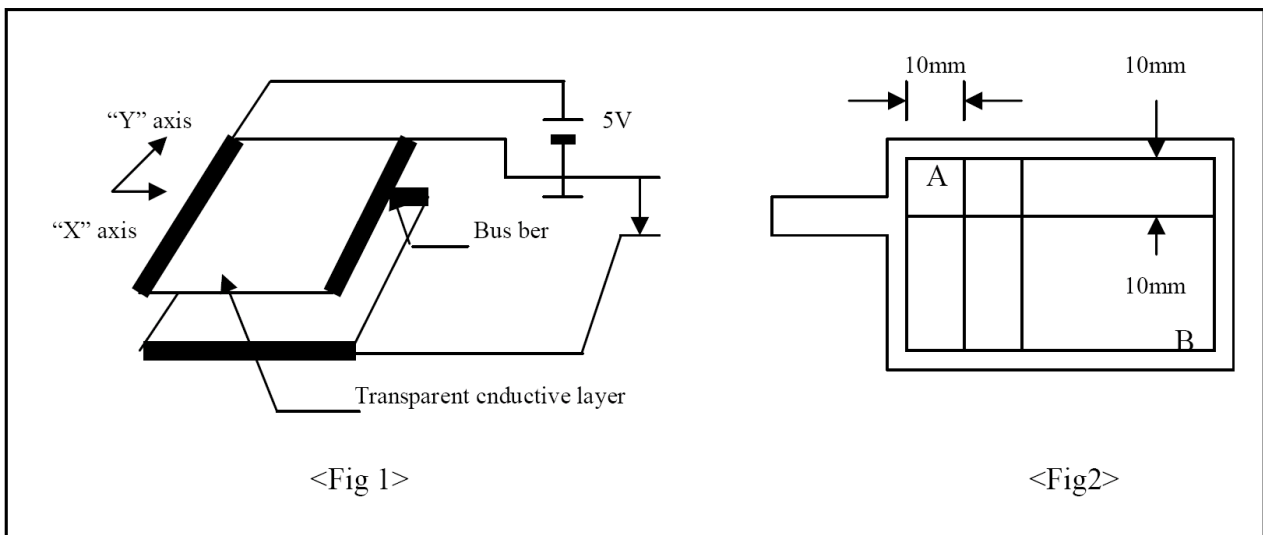 “Y” axis
“X” axis
5V
Bus ber
Transparent cnductive layer
<Fig 1>
10mm
10mm
A
10mm
B
<Fig2>